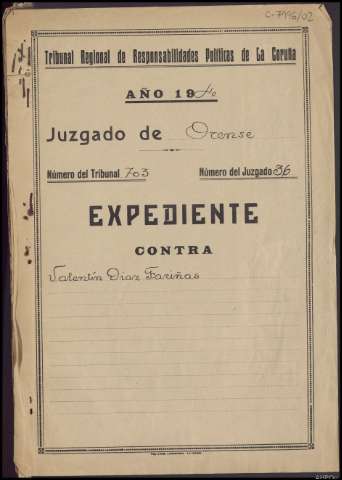 C-7496/02
Tribunal Regional de Responsabilidades Políticas de La Coruña
AÑO 1940
Juzgado de Orense
Número del Tribunal 703 Número del Juzgado 36
EXPEDIENTE
CONTRA
Valentín Diaz Fariñas